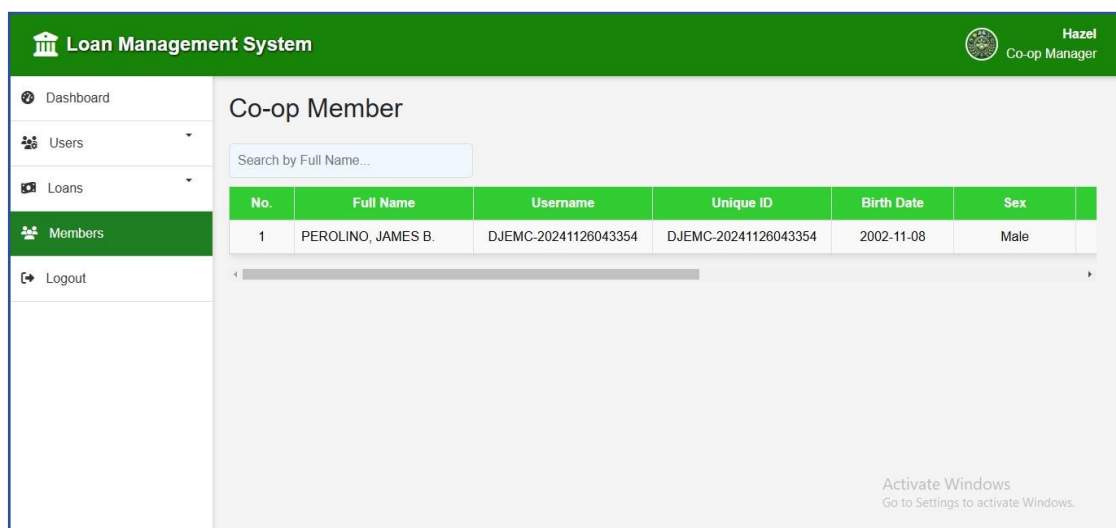 Loan Management System
Hazel
Co-op Manager
Dashboard
Users
Loans
Members
Logout
Co-op Member
Search by Full Name...
No. Full Name Username Unique ID Birth Date Sex
1 PEROLINO, JAMES B. DJEMC-20241126043354 DJEMC-20241126043354 2002-11-08 Male
Activate Windows
Go to Settings to activate Windows.